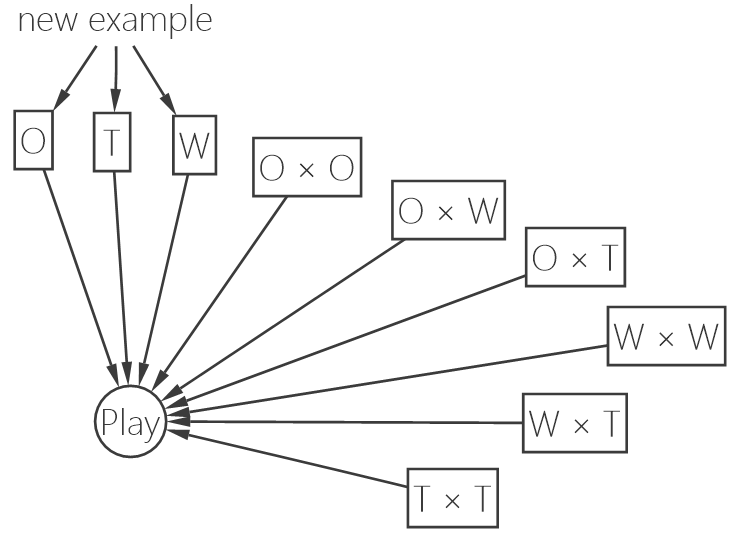 new example
O
T
W
O × O
O × W
O × T
W × W
W × T
T × T
Play